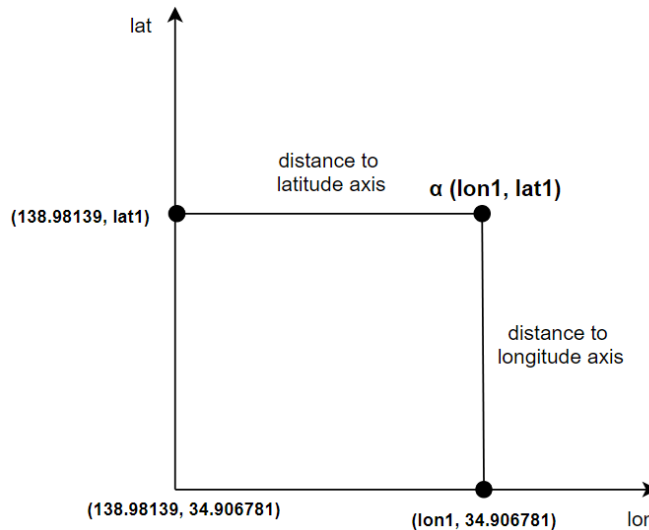 lat
distance to
latitude axis
α (lon1, lat1)
(138.98139, lat1)
distance to
longitude axis
(138.98139, 34.906781)
(lon1, 34.906781)
lon